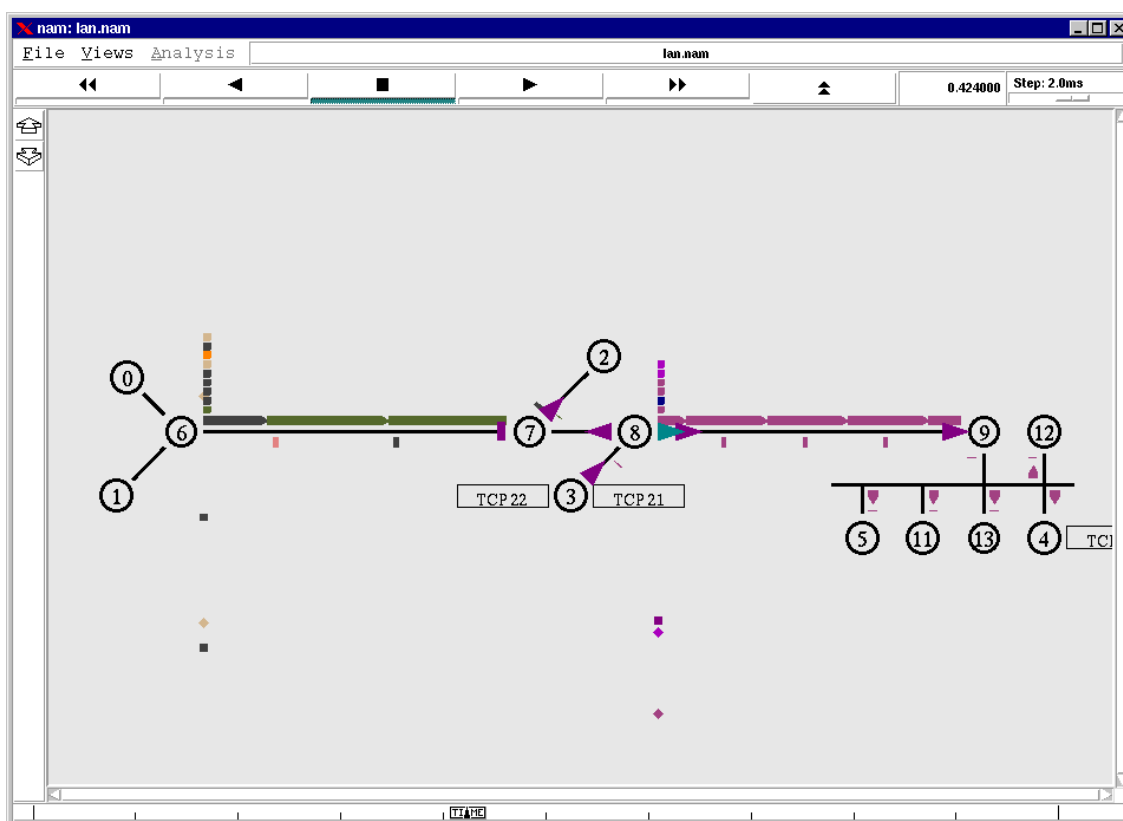 nam: lan.nam
File Views Analysis lan.nam
0.424000 Step: 2.0ms
2
0
6 7 8 9 12
1 TCP 22 3 TCP 21
5 11 13 4 TCP
TIME